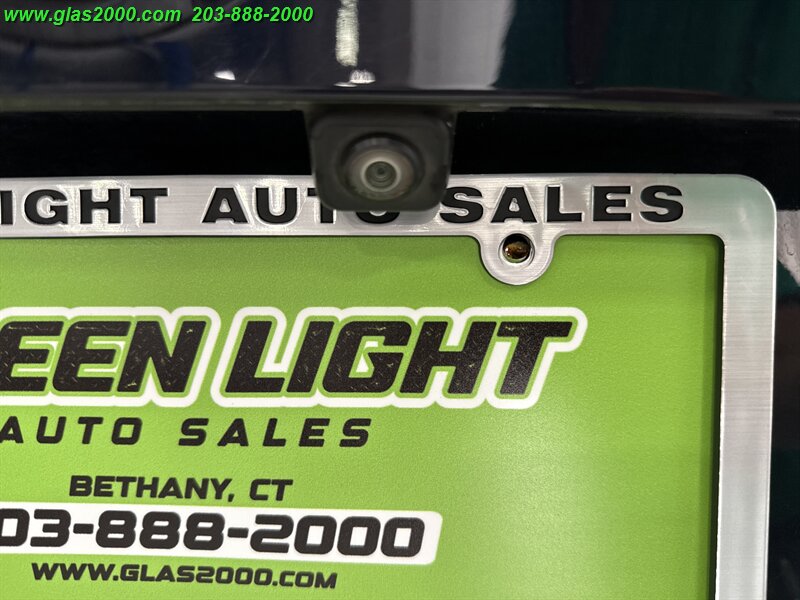 www.glas2000.com 203-888-2000
IGHT AUTO SALES
EEN LIGHT
AUTO SALES
BETHANY, CT
03-888-2000
WWW.GLAS2000.COM